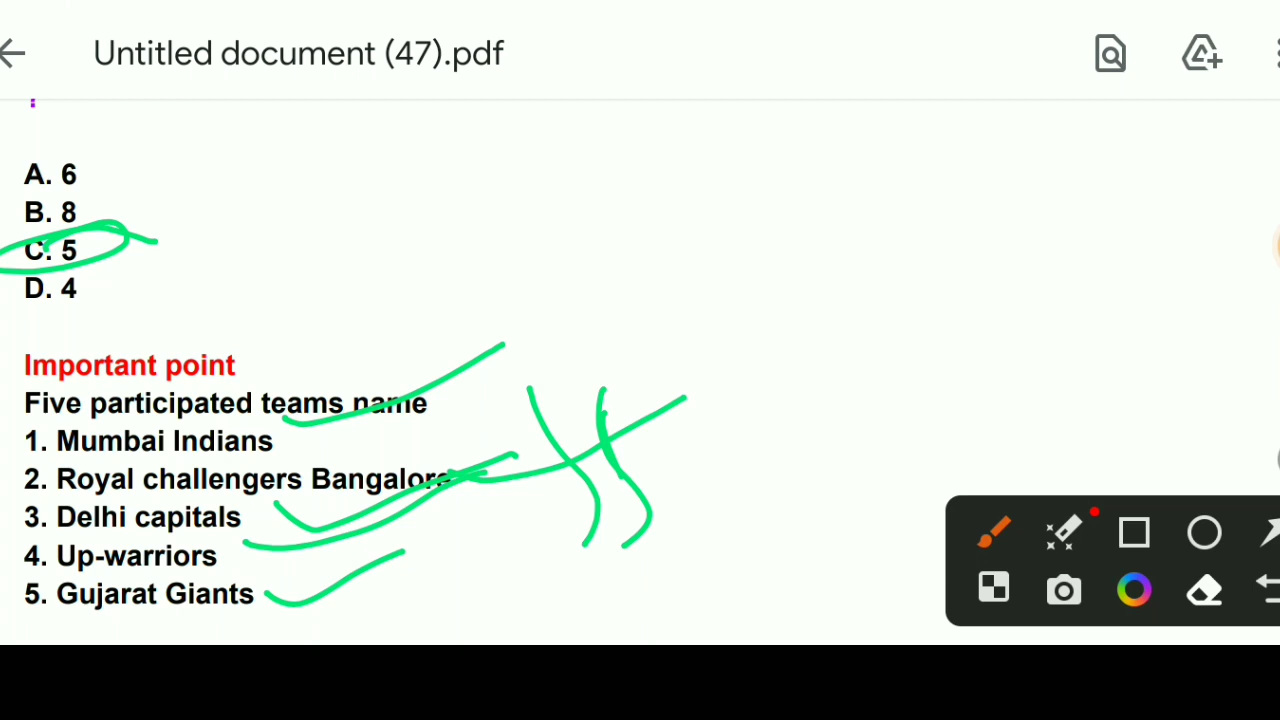 Untitled document (47).pdf
A. 6
B. 8
C. 5
D. 4
Important point
Five participated teams name
1. Mumbai Indians
2. Royal challengers Bangalore
3. Delhi capitals
4. Up-warriors
5. Gujarat Giants